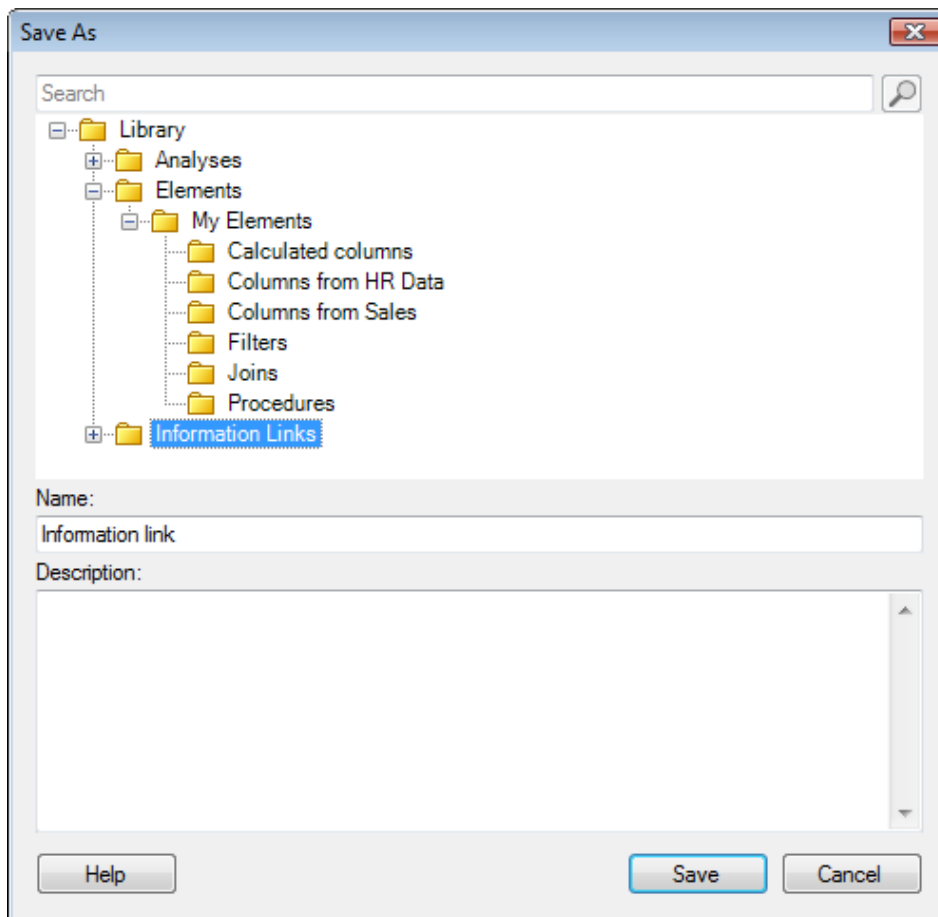 Save As
Search
Library
Analyses
Elements
My Elements
Calculated columns
Columns from HR Data
Columns from Sales
Filters
Joins
Procedures
Information Links
Name:
Information link
Description:
Help Save Cancel